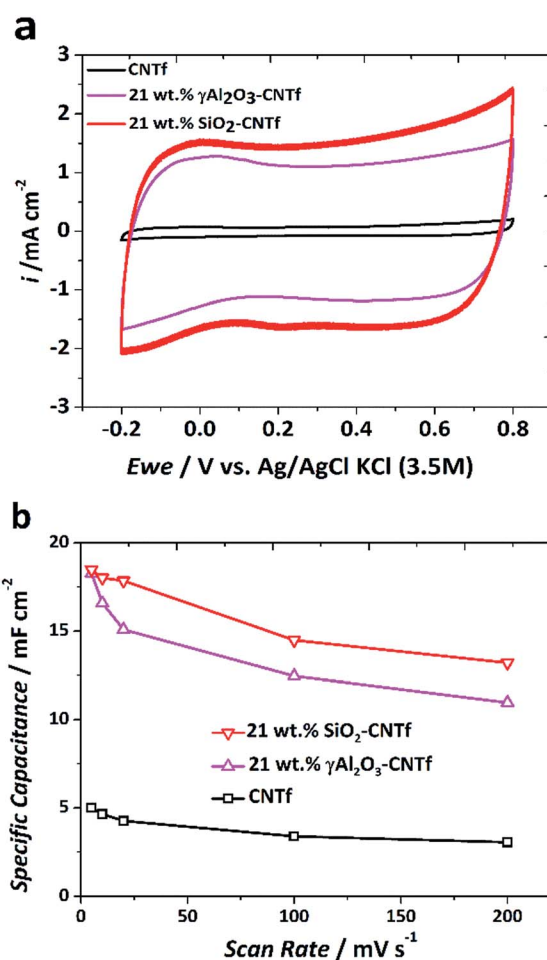 a
CNTf
21 wt.% γAl2O3-CNTf
21 wt.% SiO2-CNTf
3
2
1
0
-1
-2
-3
i /mA cm-2
-0.2 0.0 0.2 0.4 0.6 0.8
Ewe / V vs. Ag/AgCl KCl (3.5M)
b
20
15
10
5
0
Specific Capacitance / mF cm-2
21 wt.% SiO2-CNTf
21 wt.% γAl2O3-CNTf
CNTf
0 50 100 150 200
Scan Rate / mV s-1